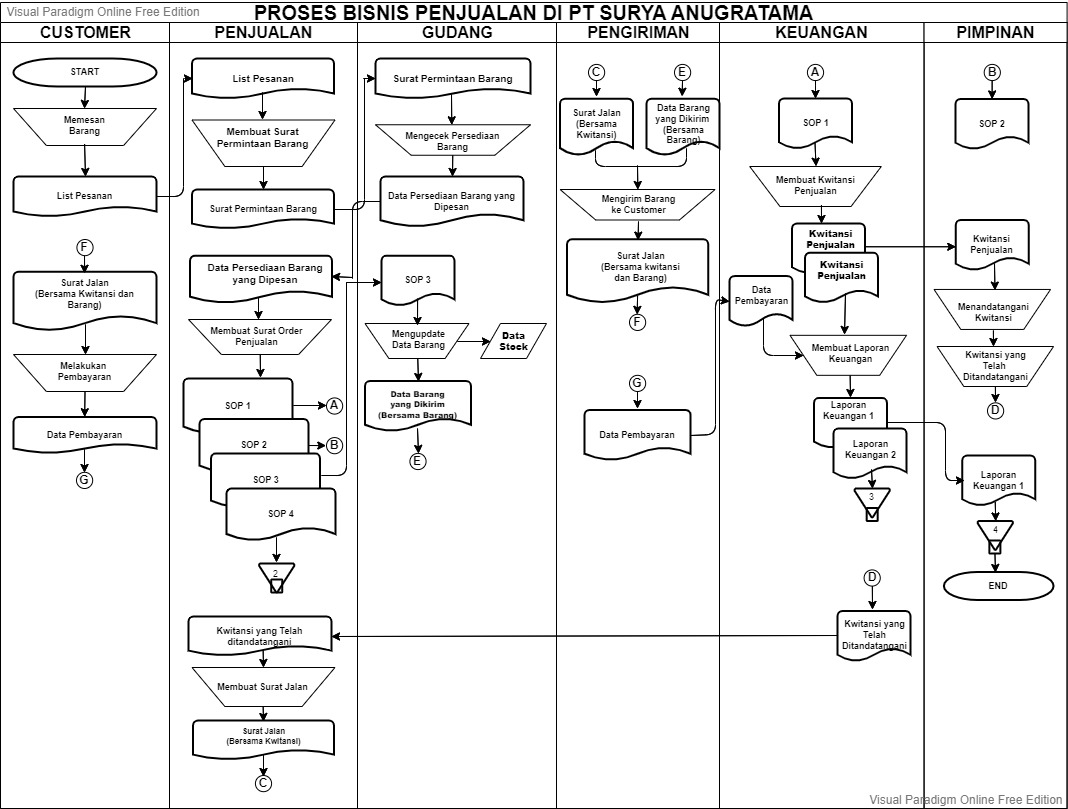 Visual Paradigm Online Free Edition
PROSES BISNIS PENJUALAN DI PT SURYA ANUGRATAMA
CUSTOMER
PENJUALAN
GUDANG
PENGIRIMAN
KEUANGAN
PIMPINAN
START
Memesan
Barang
List Pesanan
F
Surat Jalan
(Bersama Kwitansi dan
Barang)
Melakukan
Pembayaran
Data Pembayaran
G
List Pesanan
Membuat Surat
Permintaan Barang
Surat Permintaan Barang
Data Persediaan Barang
yang Dipesan
Membuat Surat Order
Penjualan
SOP 1
A
SOP 2
B
SOP 3
SOP 4
2
Kwitansi yang Telah
ditandatangani
Membuat Surat Jalan
Surat Jalan
(Bersama Kwitansi)
C
Surat Permintaan Barang
Mengecek Persediaan
Barang
Data Persediaan Barang yang
Dipesan
SOP 3
Mengupdate
Data Barang
Data
Stock
Data Barang
yang Dikirim
(Bersama Barang)
E
C
Surat Jalan
(Bersama
Kwitansi)
E
Data Barang
yang Dikirim
(Bersama
Barang)
Mengirim Barang
ke Customer
Surat Jalan
(Bersama kwitansi
dan Barang)
F
G
Data Pembayaran
A
SOP 1
Membuat Kwitansi
Penjualan
Kwitansi
Penjualan
Kwitansi
Penjualan
Data
Pembayaran
Membuat Laporan
Keuangan
Laporan
Keuangan 1
Laporan
Keuangan 2
3
D
Kwitansi yang
Telah
Ditandatangani
B
SOP 2
Kwitansi
Penjualan
Menandatangani
Kwitansi
Kwitansi yang
Telah
Ditandatangani
D
Laporan
Keuangan 1
4
END
Visual Paradigm Online Free Edition